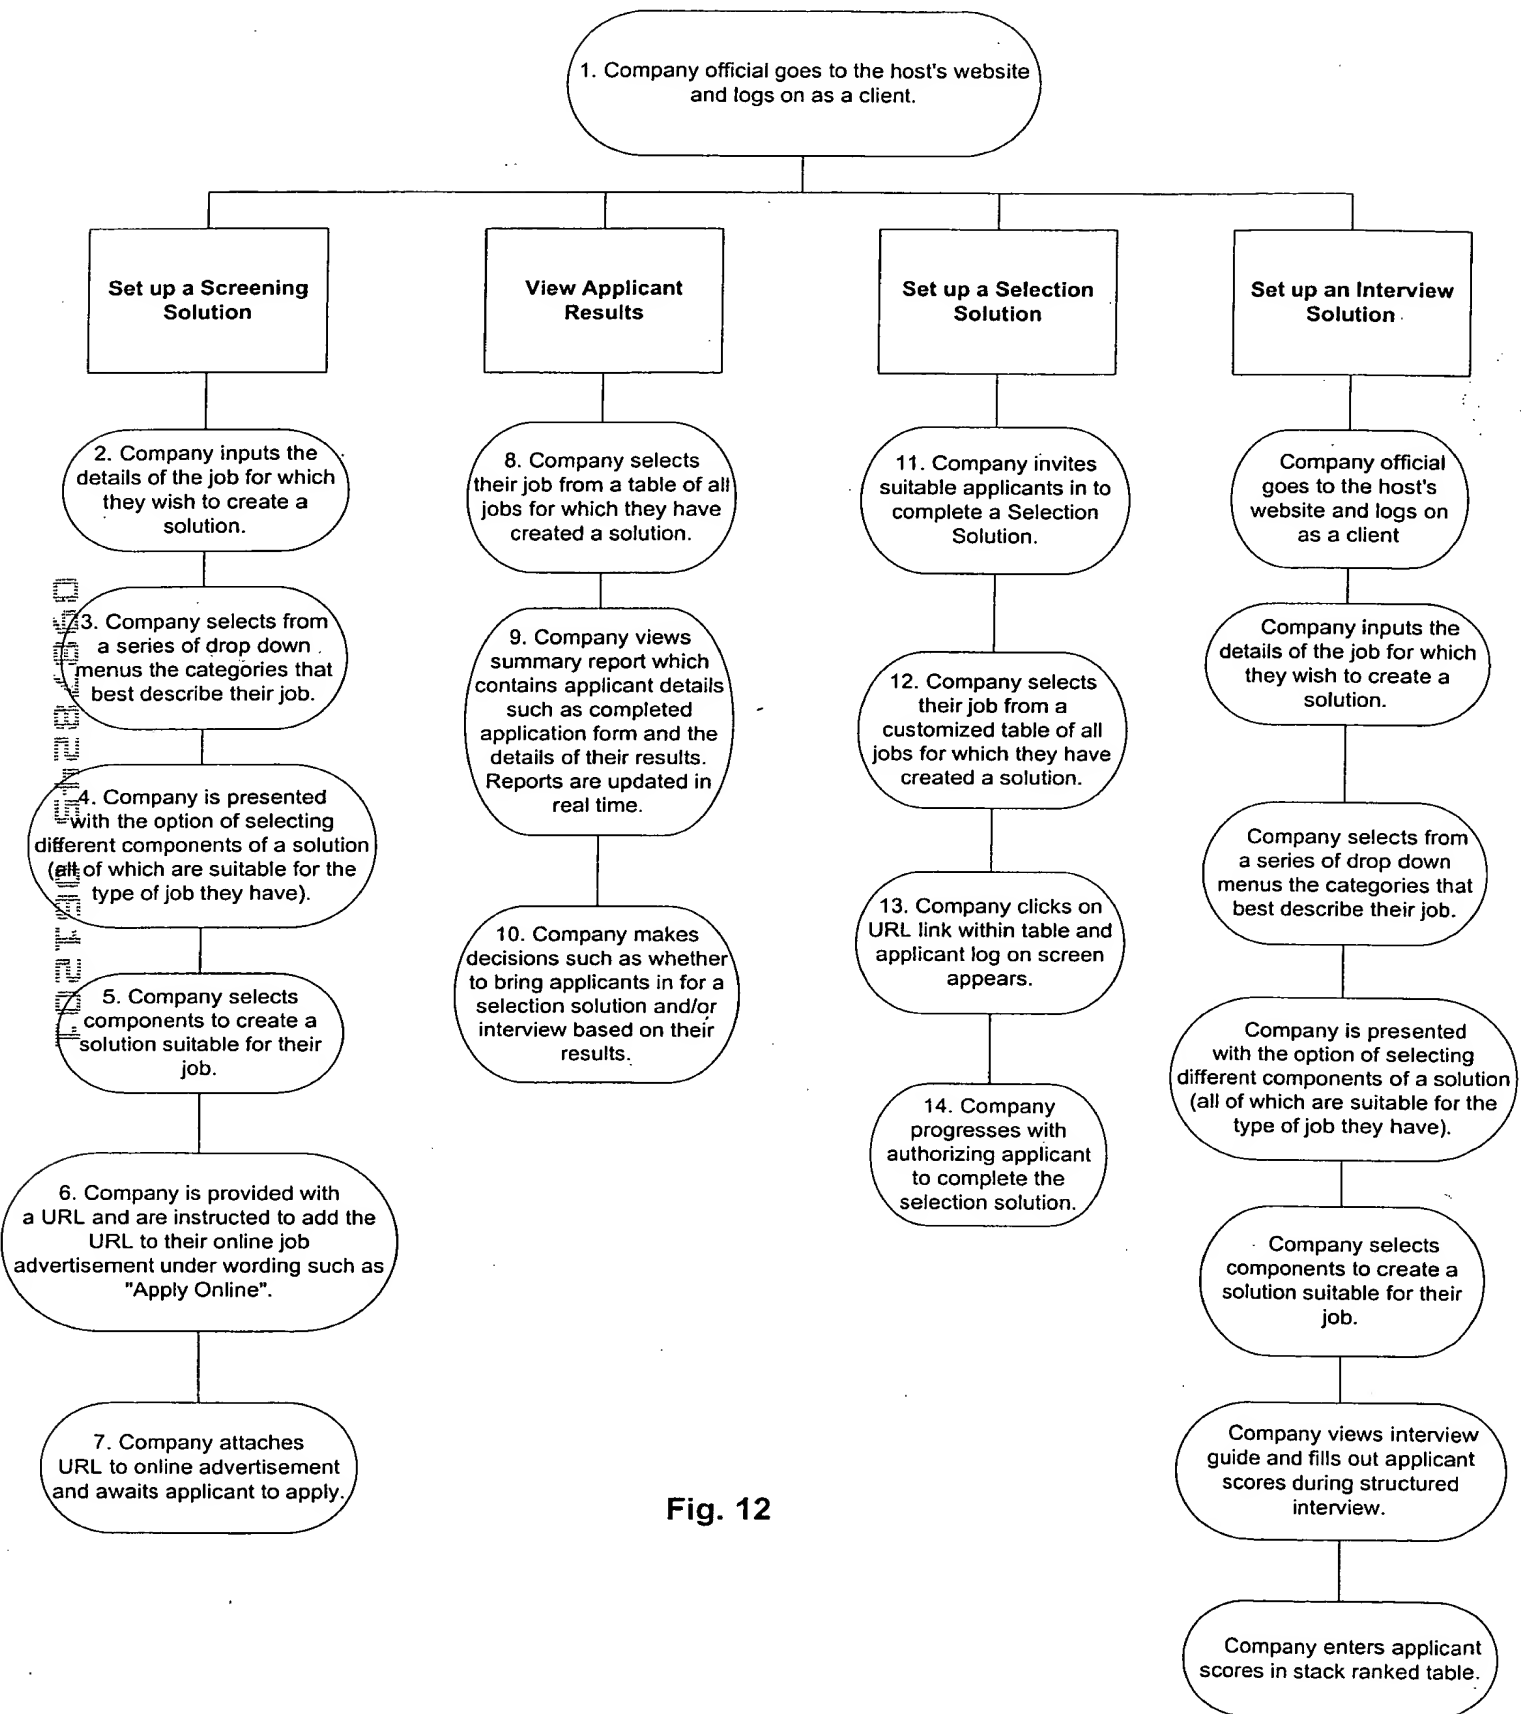 1. Company official goes to the host's website
and logs on as a client.
Set up a Screening
Solution
2. Company inputs the
details of the job for which
they wish to create a
solution.
3. Company selects from
a series of drop down
menus the categories that
best describe their job.
4. Company is presented
with the option of selecting
different components of a solution
(all of which are suitable for the
type of job they have).
5. Company selects
components to create a
solution suitable for their
job.
6. Company is provided with
a URL and are instructed to add the
URL to their online job
advertisement under wording such as
"Apply Online".
7. Company attaches
URL to online advertisement
and awaits applicant to apply.
View Applicant
Results
8. Company selects
their job from a table of all
jobs for which they have
created a solution.
9. Company views
summary report which
contains applicant details
such as completed
application form and the
details of their results.
Reports are updated in
real time.
10. Company makes
decisions such as whether
to bring applicants in for a
selection solution and/or
interview based on their
results.
Set up a Selection
Solution
11. Company invites
suitable applicants in to
complete a Selection
Solution.
12. Company selects
their job from a
customized table of all
jobs for which they have
created a solution.
13. Company clicks on
URL link within table and
applicant log on screen
appears.
14. Company
progresses with
authorizing applicant
to complete the
selection solution.
Set up an Interview
Solution
Company official
goes to the host's
website and logs on
as a client
Company inputs the
details of the job for which
they wish to create a
solution.
Company selects from
a series of drop down
menus the categories that
best describe their job.
Company is presented
with the option of selecting
different components of a solution
(all of which are suitable for the
type of job they have).
Company selects
components to create a
solution suitable for their
job.
Company views interview
guide and fills out applicant
scores during structured
interview.
Company enters applicant
scores in stack ranked table.
Fig. 12